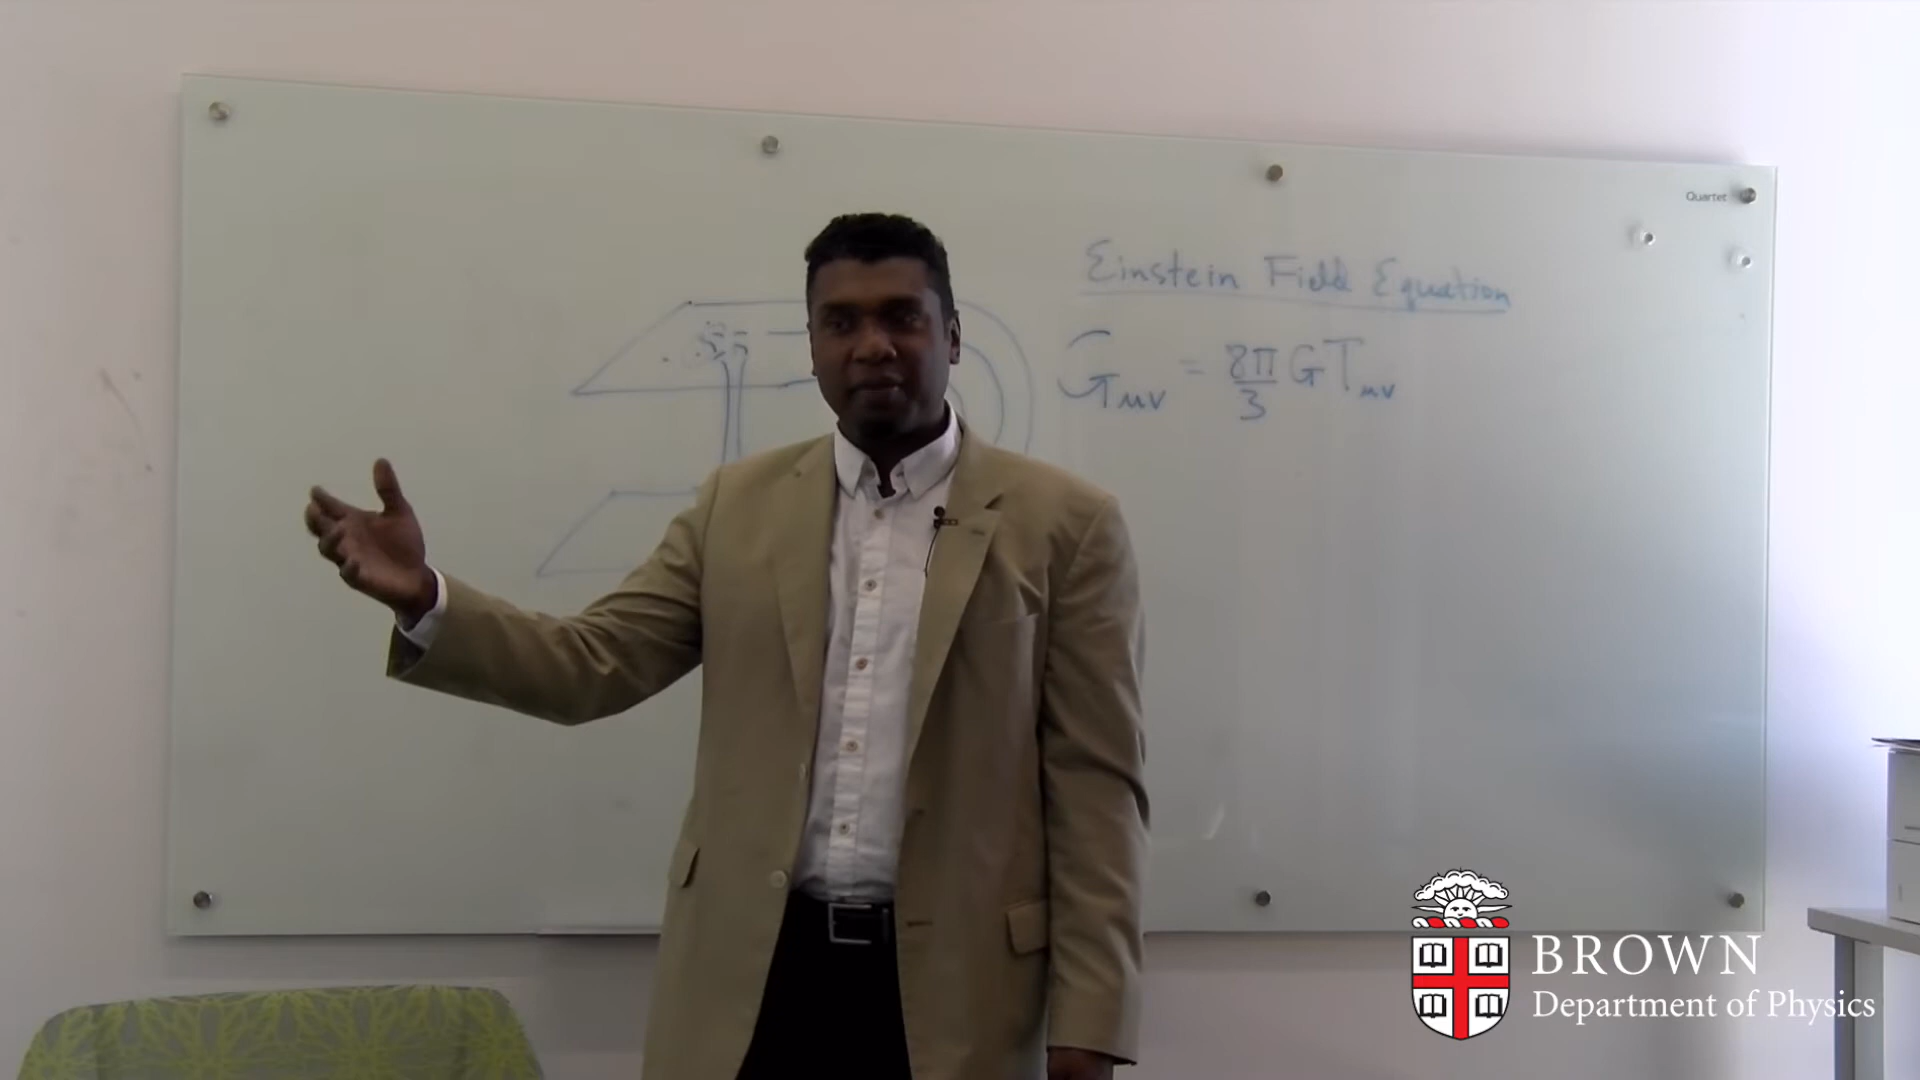 Quartet
Einstein Field Equation
Gμν = 8π/3 G Tμν
BROWN
Department of Physics